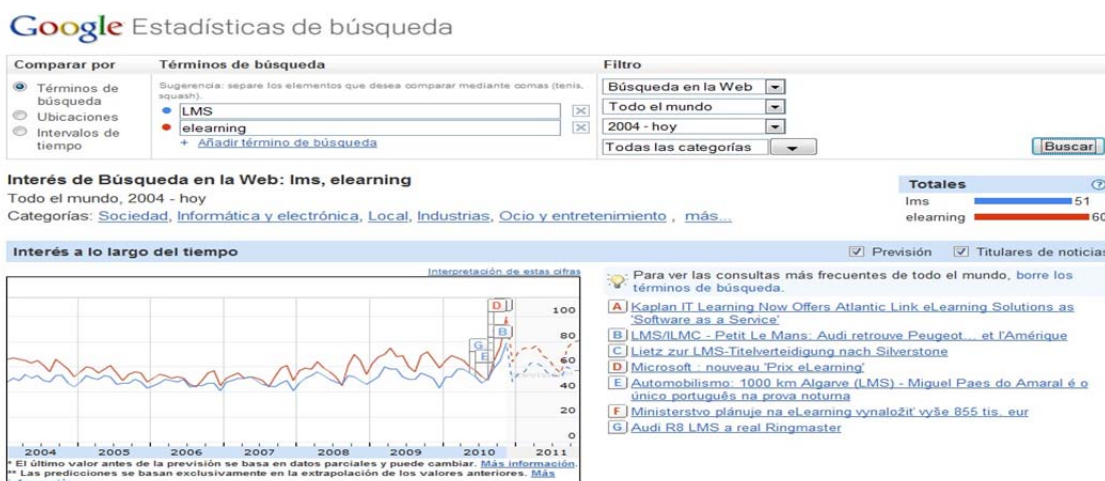 Google Estadísticas de búsqueda
Comparar por
Términos de búsqueda
Filtro
Términos de búsqueda
Ubicaciones
Intervalos de tiempo
Sugerencia: separe los elementos que desea comparar mediante comas (tenis, squash).
LMS
elearning
+ Añadir término de búsqueda
Búsqueda en la Web
Todo el mundo
2004 - hoy
Todas las categorías
Buscar
Interés de Búsqueda en la Web: lms, elearning
Todo el mundo, 2004 - hoy
Categorías: Sociedad, Informática y electrónica, Local, Industrias, Ocio y entretenimiento , más...
Totales
lms 51
elearning 60
Interés a lo largo del tiempo
Previsión
Titulares de noticias
Interpretación de estas cifras
D
B
G
E
100
80
60
40
20
0
2004 2005 2006 2007 2008 2009 2010 2011
* El último valor antes de la previsión se basa en datos parciales y puede cambiar. Más información.
** Las predicciones se basan exclusivamente en la extrapolación de los valores anteriores. Más
Para ver las consultas más frecuentes de todo el mundo, borre los
términos de búsqueda.
A Kaplan IT Learning Now Offers Atlantic Link eLearning Solutions as
'Software as a Service'
B LMS/ILMC - Petit Le Mans: Audi retrouve Peugeot... et l'Amérique
C Lietz zur LMS-Titelverteidigung nach Silverstone
D Microsoft : nouveau 'Prix eLearning'
E Automobilismo: 1000 km Algarve (LMS) - Miguel Paes do Amaral é o
único português na prova noturna
F Ministerstvo plánuje na eLearning vynaložiť vyše 855 tis. eur
G Audi R8 LMS a real Ringmaster